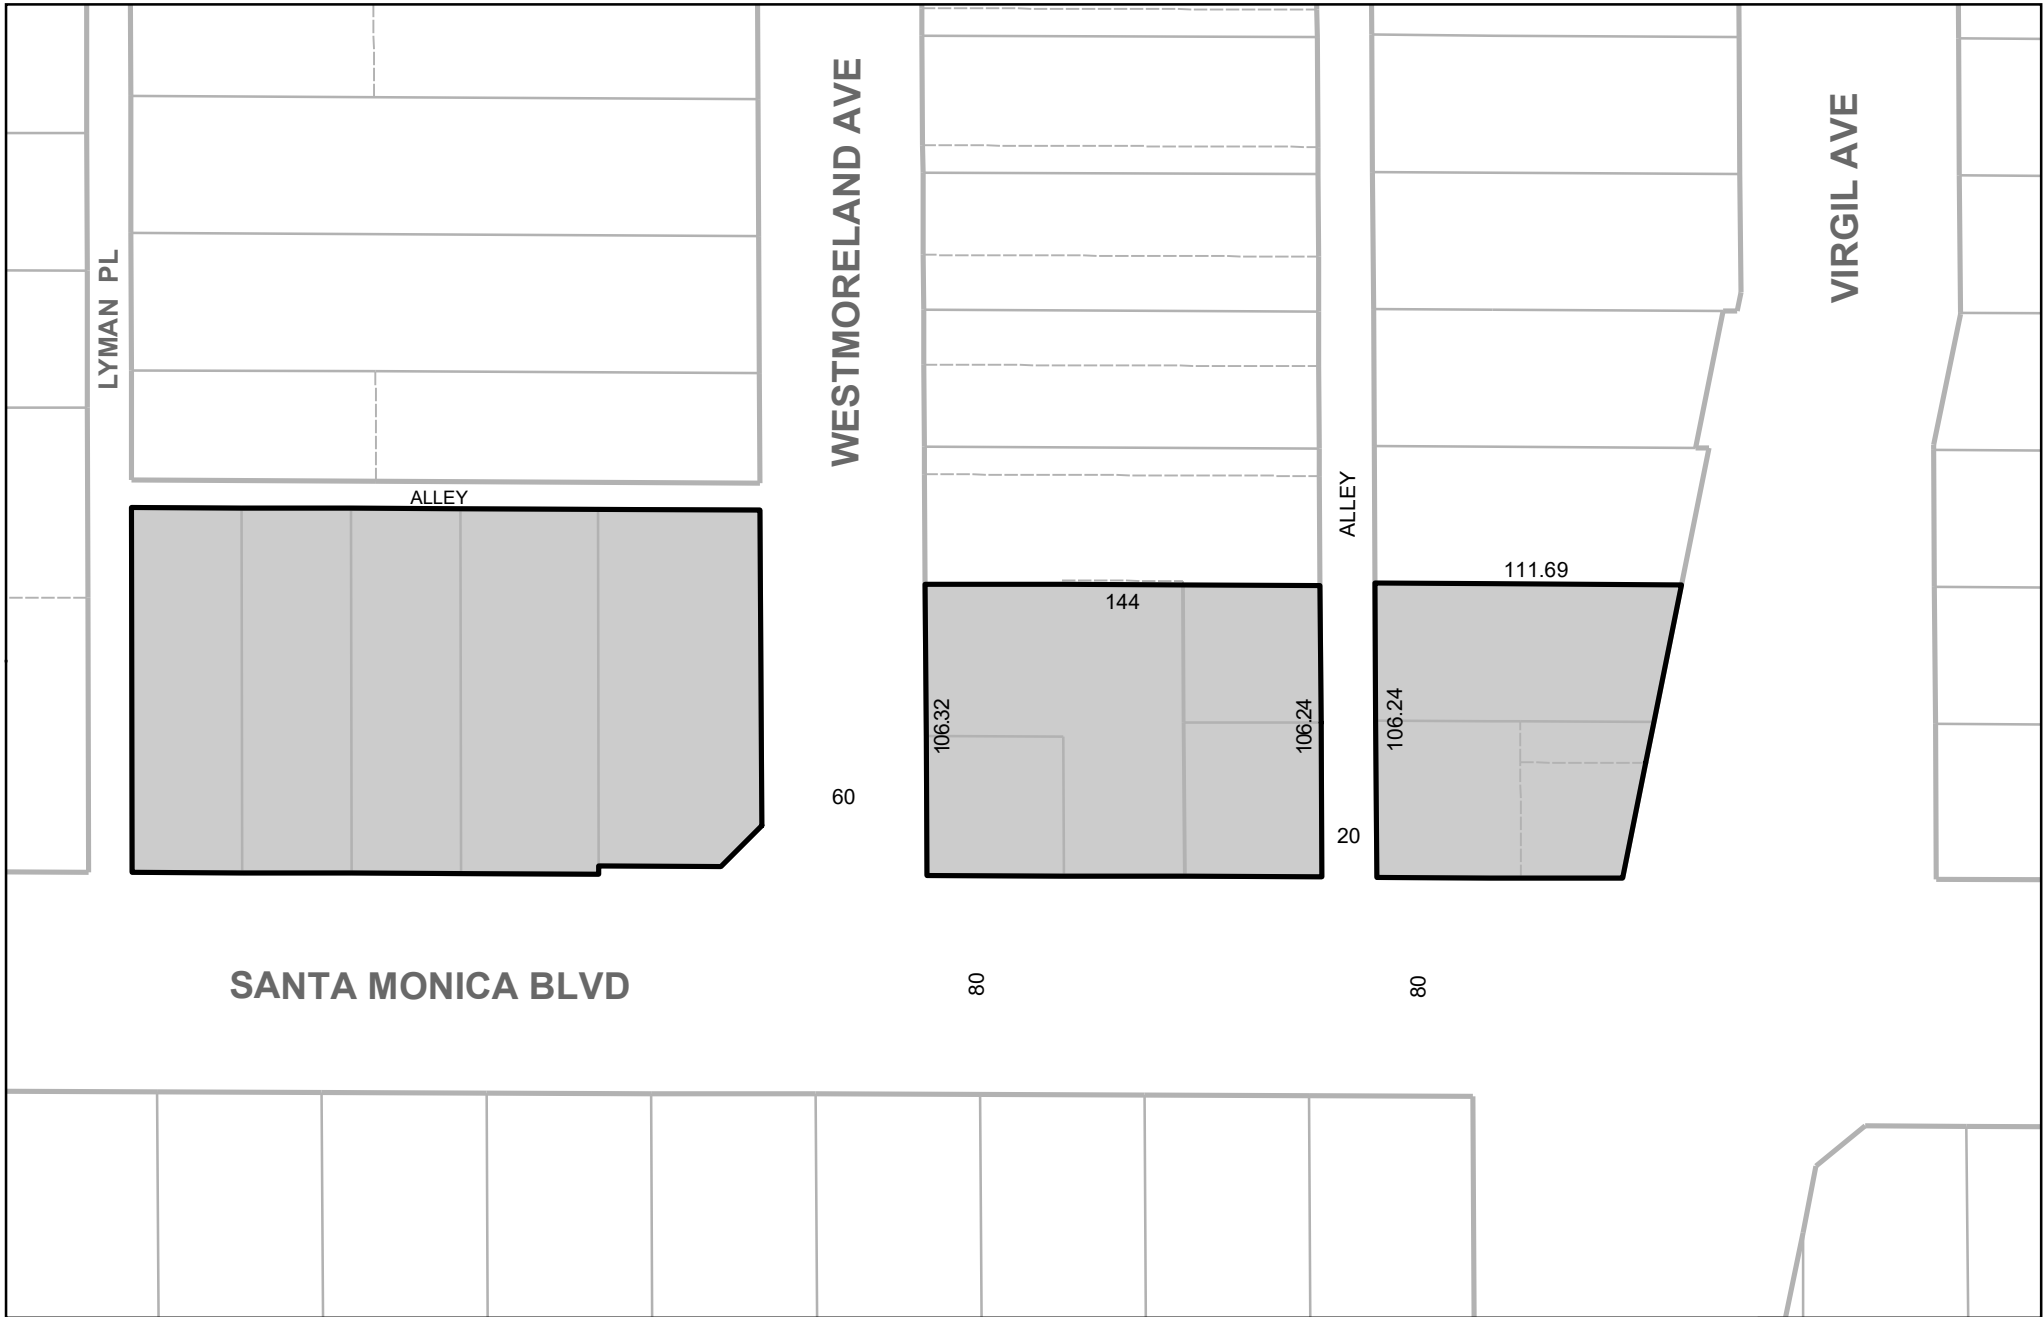 LYMAN PL
WESTMORELAND AVE
VIRGIL AVE
ALLEY
ALLEY
111.69
144
106.32
106.24
106.24
60
20
SANTA MONICA BLVD
80
80